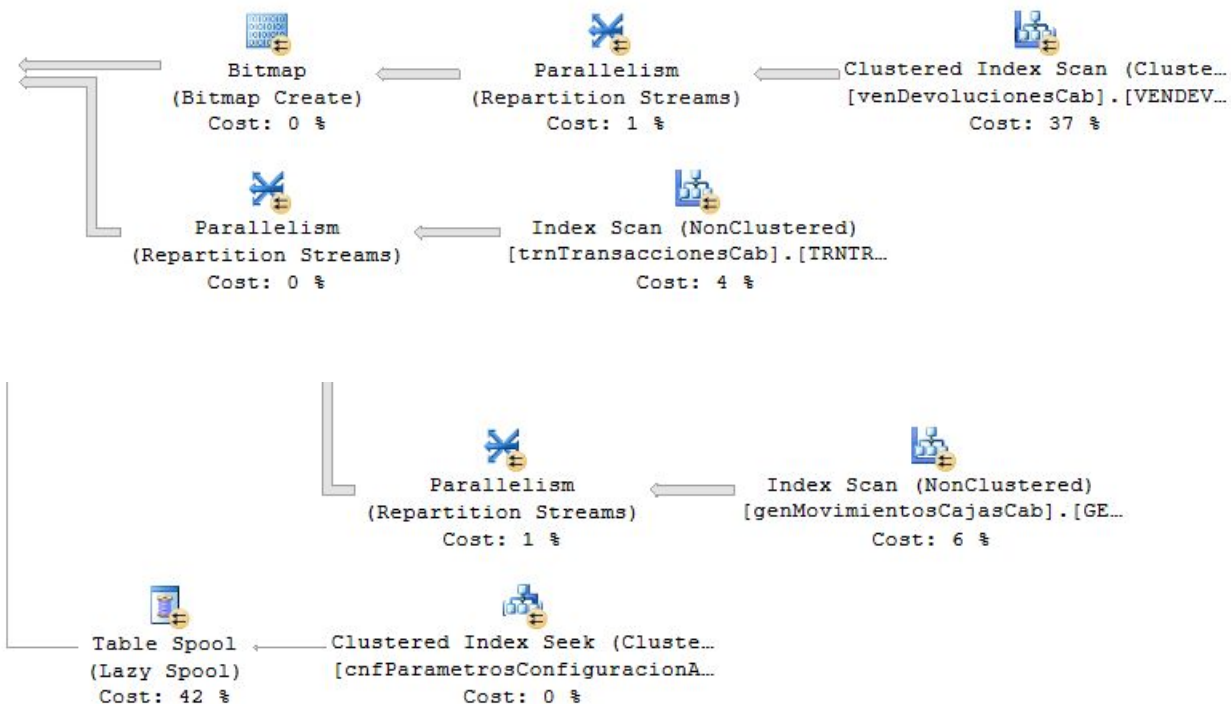 Bitmap
(Bitmap Create)
Cost: 0 %
Parallelism
(Repartition Streams)
Cost: 1 %
Clustered Index Scan (Cluste…
[venDevolucionesCab].[VENDEV…
Cost: 37 %
Parallelism
(Repartition Streams)
Cost: 0 %
Index Scan (NonClustered)
[trnTransaccionesCab].[TRNTR…
Cost: 4 %
Parallelism
(Repartition Streams)
Cost: 1 %
Index Scan (NonClustered)
[genMovimientosCajasCab].[GE…
Cost: 6 %
Table Spool
(Lazy Spool)
Cost: 42 %
Clustered Index Seek (Cluste…
[cnfParametrosConfiguracionA…
Cost: 0 %